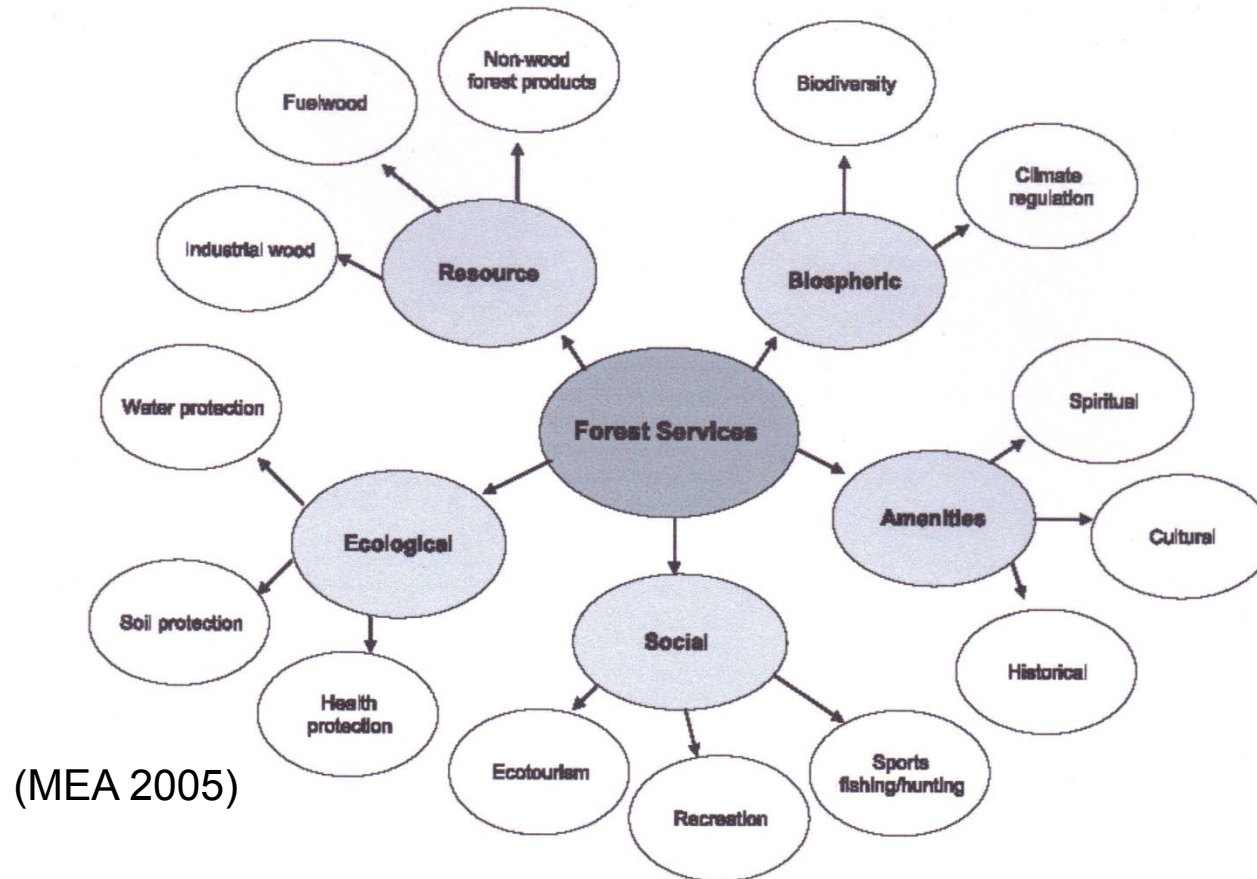 Non-wood
forest products
Fuelwood
Industrial wood
Resource
Biodiversity
Climate
regulation
Biospheric
Forest Services
Spiritual
Cultural
Historical
Amenities
Water protection
Soil protection
Health
protection
Ecological
Social
Ecotourism
Recreation
Sports
fishing/hunting
(MEA 2005)